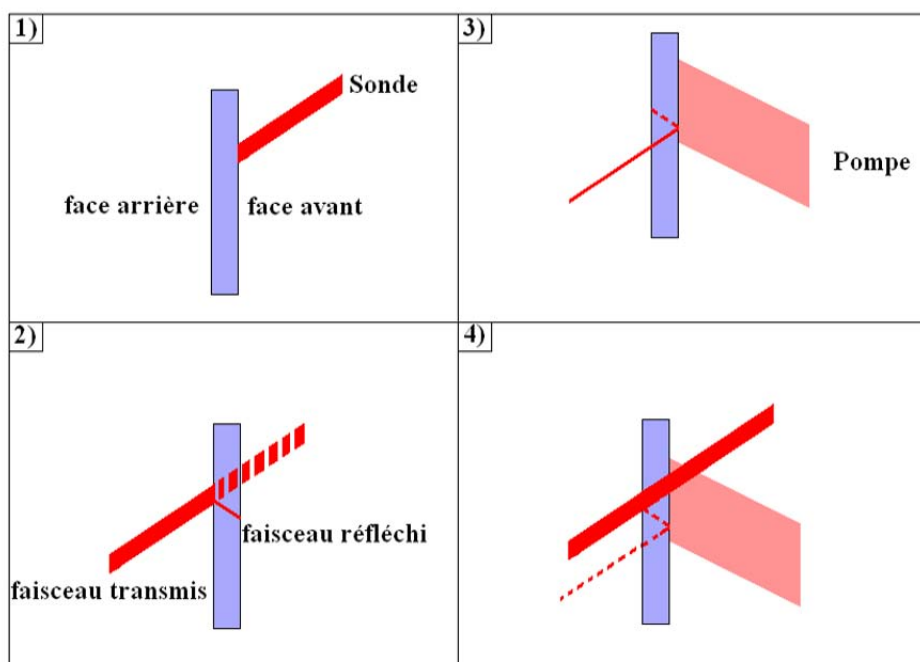 1)
Sonde
face arrière
face avant
2)
faisceau réfléchi
faisceau transmis
3)
Pompe
4)